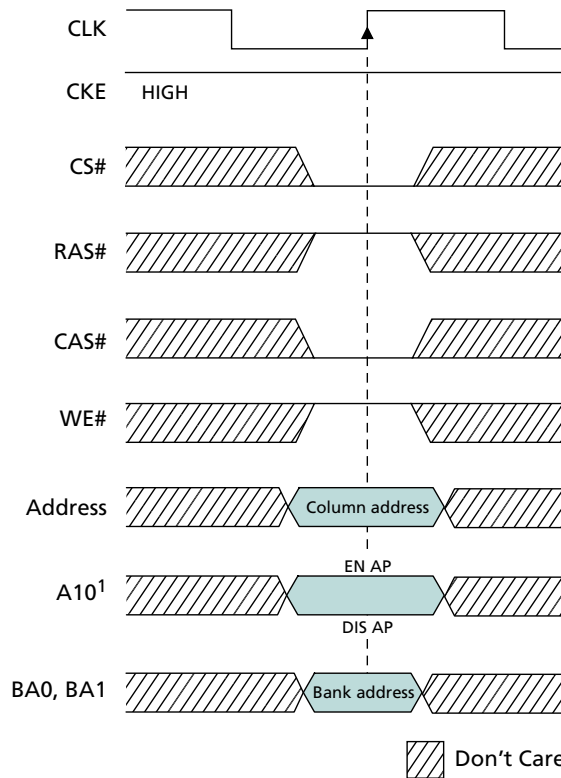 CLK
CKE HIGH
CS#
RAS#
CAS#
WE#
Address Column address
EN AP
A10¹
DIS AP
BA0, BA1 Bank address
Don't Care